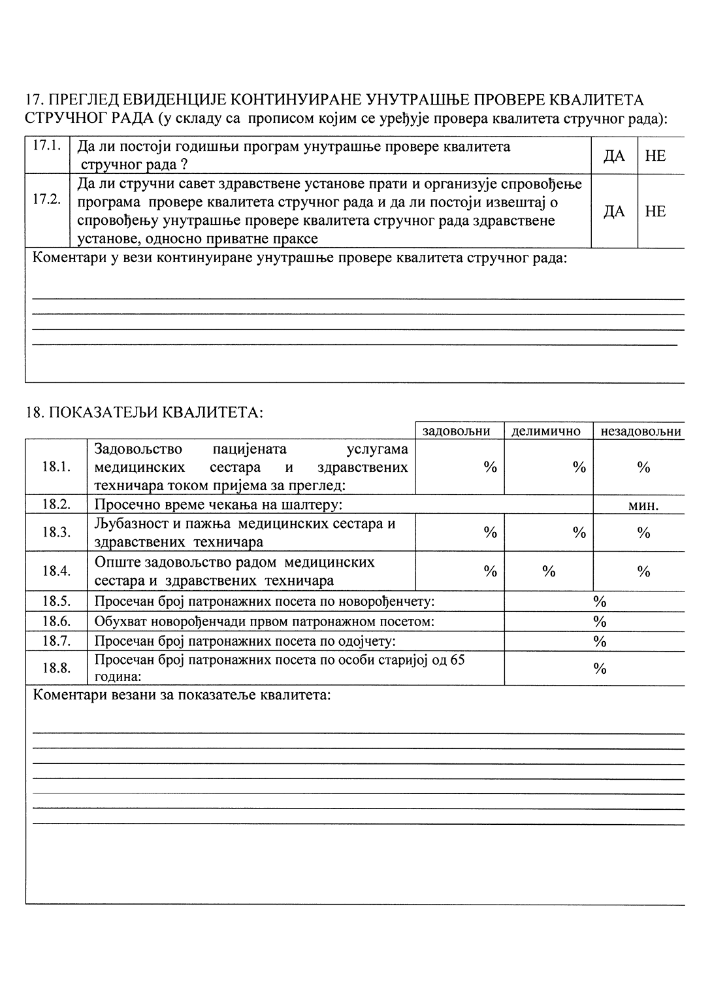 17. ПРЕГЛЕД ЕВИДЕНЦИЈЕ КОНТИНУИРАНЕ УНУТРАШЊЕ ПРОВЕРЕ КВАЛИТЕТА
СТРУЧНОГ РАДА (у складу са прописом којим се уређује провера квалитета стручног рада):
17.1. Да ли постоји годишњи програм унутрашње провере квалитета
стручног рада ? ДА НЕ
Да ли стручни савет здравствене установе прати и организује спровођење
17.2. програма провере квалитета стручног рада и да ли постоји извештај о
спровођењу унутрашње провере квалитета стручног рада здравствене ДА НЕ
установе, односно приватне праксе
Коментари у вези континуиране унутрашње провере квалитета стручног рада:
18. ПОКАЗАТЕЉИ КВАЛИТЕТА:
задовољни делимично незадовољни
Задовољство пацијената услугама
18.1. медицинских сестара и здравствених % % %
техничара током пријема за преглед:
18.2. Просечно време чекања на шалтеру: мин.
18.3. Љубазност и пажња медицинских сестара и % % %
здравствених техничара
18.4. Опште задовољство радом медицинских % % %
сестара и здравствених техничара
18.5. Просечан број патронажних посета по новорођенчету: %
18.6. Обухват новорођенчади првом патронажном посетом: %
18.7. Просечан број патронажних посета по одојчету: %
18.8. Просечан број патронажних посета по особи старијој од 65 %
година:
Коментари везани за показатеље квалитета: